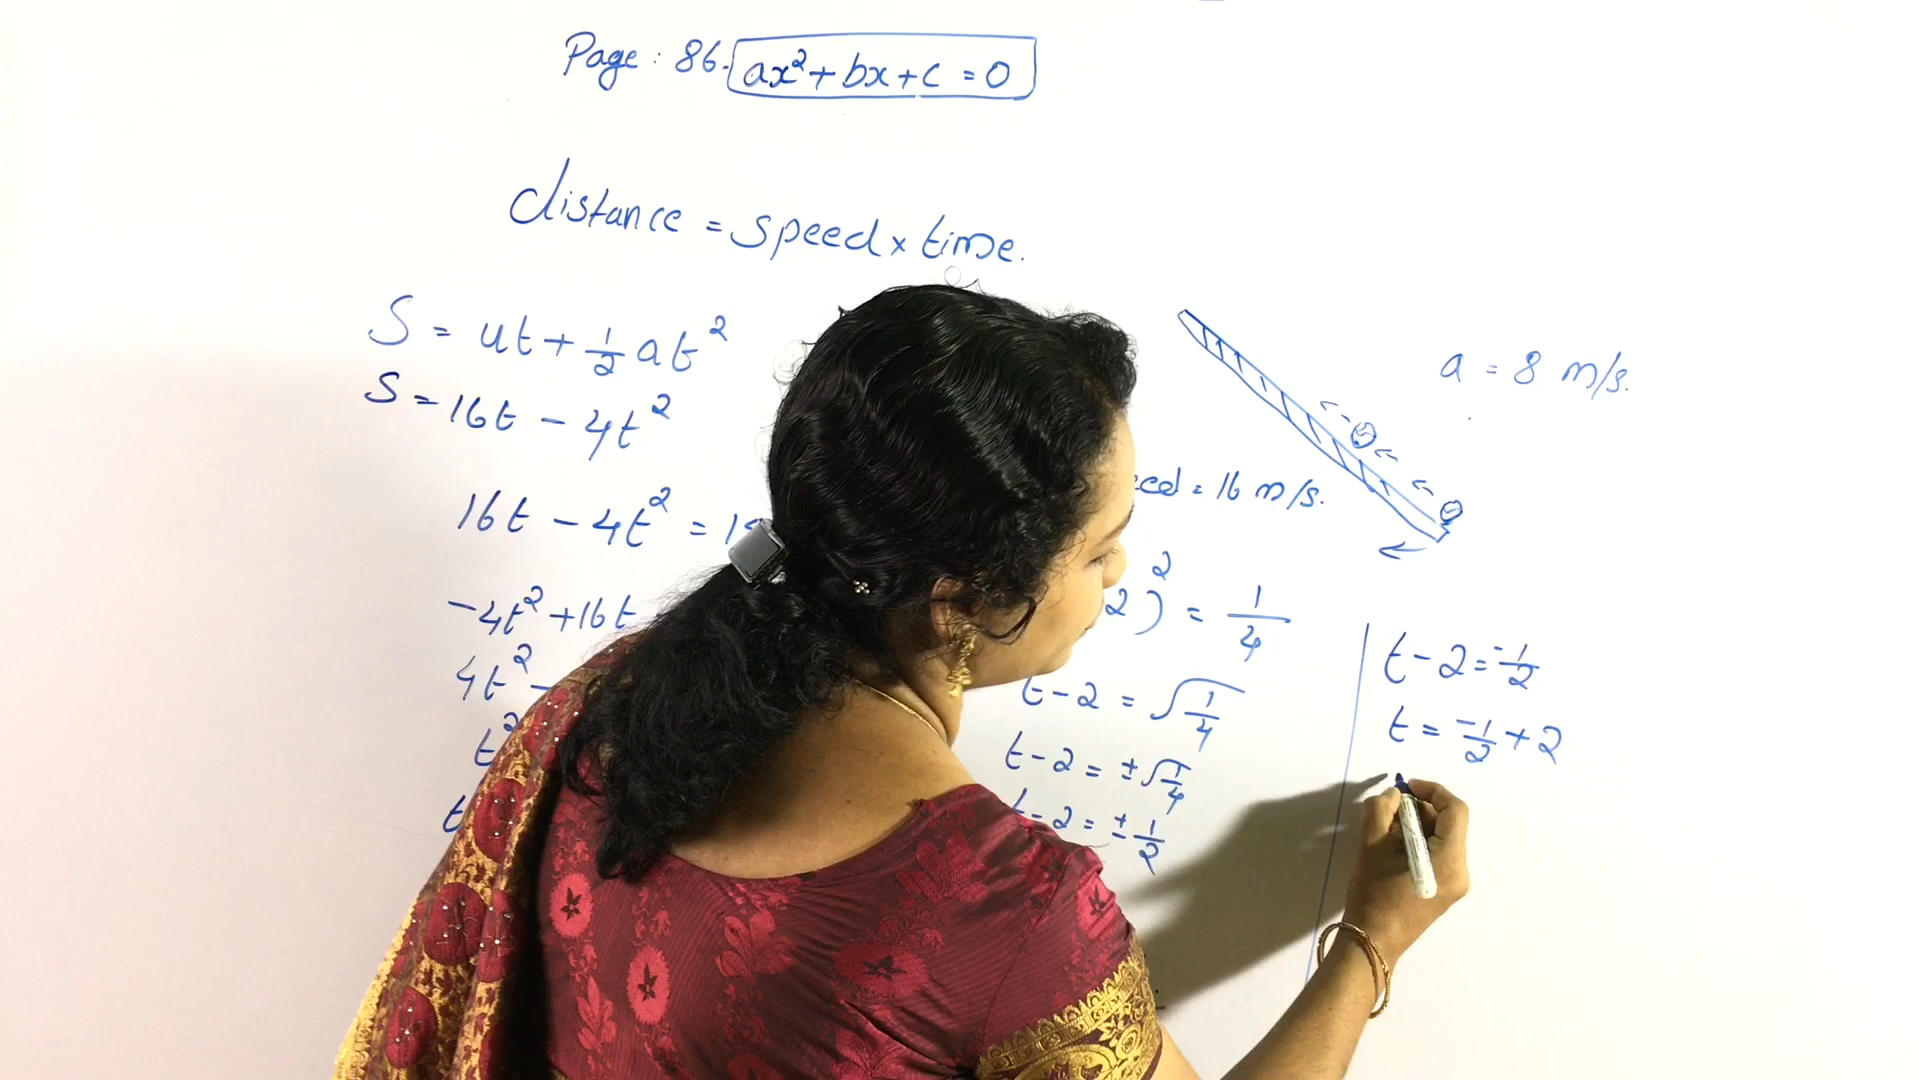 Page : 86. ax² + bx + c = 0
distance = speed × time.
S = ut + 1/2 at²
S = 16t - 4t²
a = 8 m/s.
= 16 m/s.
16t - 4t² =
-4t² + 16t
4t² -
t²
t
2)² = 1/4
t - 2 = √1/4
t - 2 = ±√1/4
t - 2 = ± 1/2
t - 2 = -1/2
t = -1/2 + 2